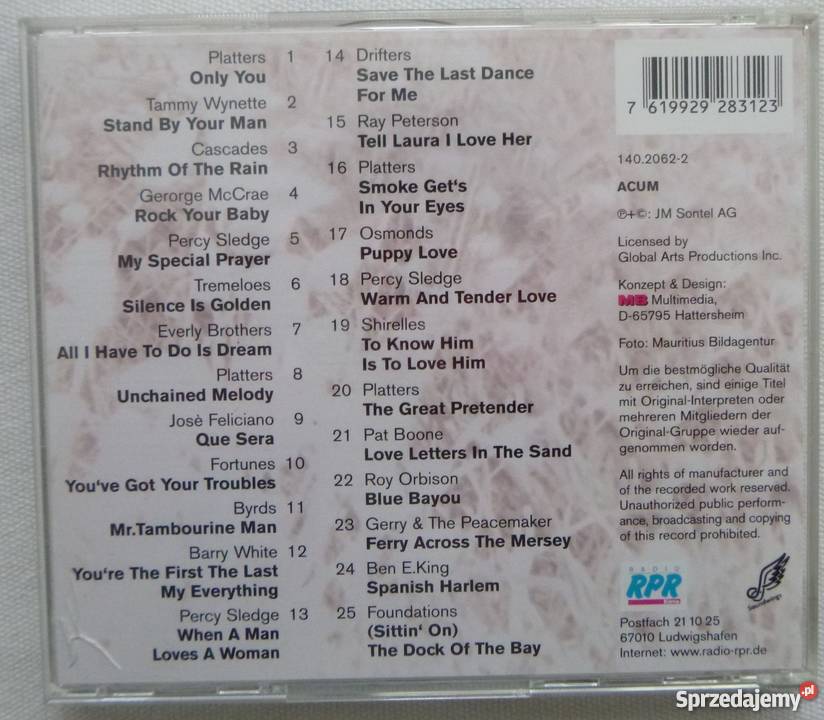 Platters 1
Only You
Tammy Wynette 2
Stand By Your Man
Cascades 3
Rhythm Of The Rain
Gerorge McCrae 4
Rock Your Baby
Percy Sledge 5
My Special Prayer
Tremeloes 6
Silence Is Golden
Everly Brothers 7
All I Have To Do Is Dream
Platters 8
Unchained Melody
Josè Feliciano 9
Que Sera
Fortunes 10
You've Got Your Troubles
Byrds 11
Mr.Tambourine Man
Barry White 12
You're The First The Last
My Everything
Percy Sledge 13
When A Man
Loves A Woman
14 Drifters
Save The Last Dance
For Me
15 Ray Peterson
Tell Laura I Love Her
16 Platters
Smoke Get's
In Your Eyes
17 Osmonds
Puppy Love
18 Percy Sledge
Warm And Tender Love
19 Shirelles
To Know Him
Is To Love Him
20 Platters
The Great Pretender
21 Pat Boone
Love Letters In The Sand
22 Roy Orbison
Blue Bayou
23 Gerry & The Peacemaker
Ferry Across The Mersey
24 Ben E.King
Spanish Harlem
25 Foundations
(Sittin' On)
The Dock Of The Bay
7 619929 283123
140.2062-2
ACUM
℗+©: JM Sontel AG
Licensed by
Global Arts Productions Inc.
Konzept & Design:
MB Multimedia,
D-65795 Hattersheim
Foto: Mauritius Bildagentur
Um die bestmögliche Qualität
zu erreichen, sind einige Titel
mit Original-Interpreten oder
mehreren Mitgliedern der
Original-Gruppe wieder auf-
genommen worden.
All rights of manufacturer and
of the recorded work reserved.
Unauthorized public perform-
ance, broadcasting and copying
of this record prohibited.
RADIO
RPR
Postfach 21 10 25
67010 Ludwigshafen
Internet: www.radio-rpr.de
Sprzedajemy.pl